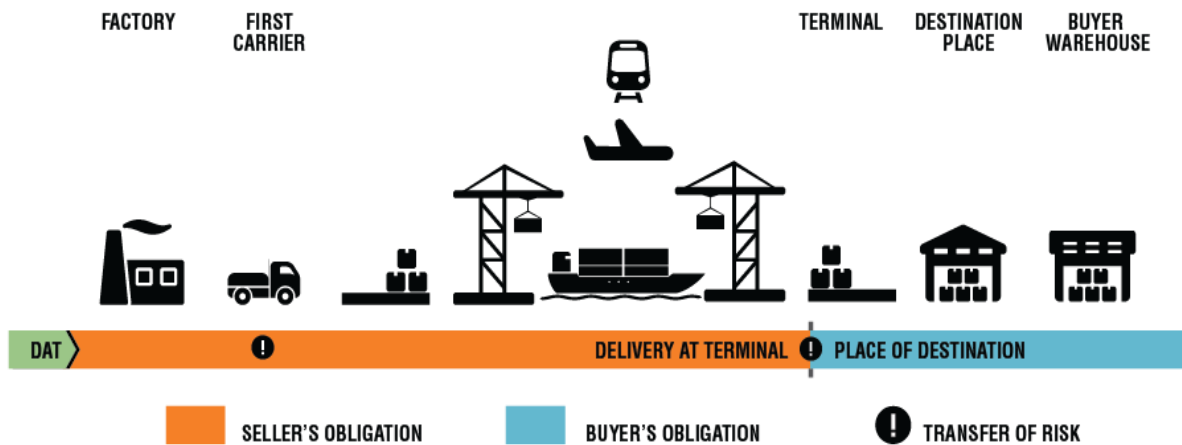 FACTORY
FIRST
CARRIER
TERMINAL
DESTINATION
PLACE
BUYER
WAREHOUSE
DAT
DELIVERY AT TERMINAL
PLACE OF DESTINATION
SELLER'S OBLIGATION
BUYER'S OBLIGATION
TRANSFER OF RISK